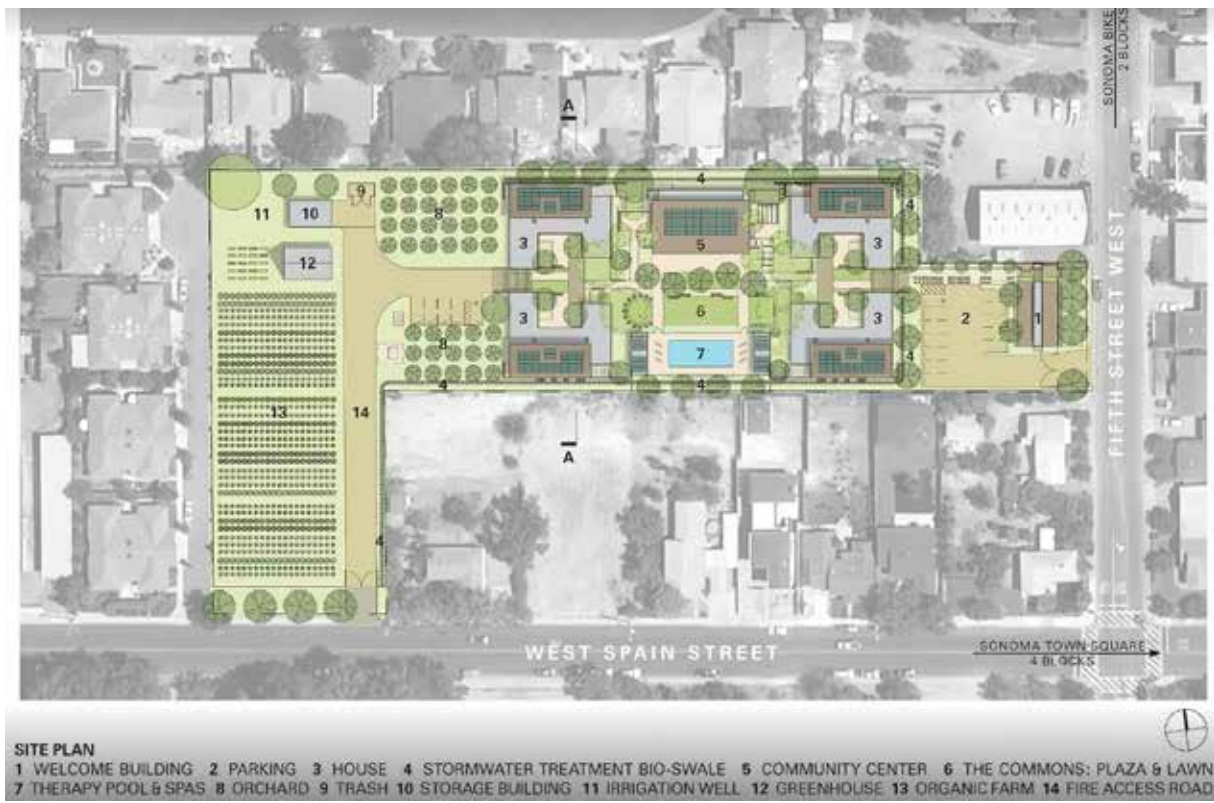 SONOMA BIKE
2 BLOCKS
A
9
4
11
10
8
4
3
5
3
12
3
6
3
2
1
8
7
4
4
4
13
14
A
FIFTH STREET WEST
4
WEST SPAIN STREET
SONOMA TOWN SQUARE
4 BLOCKS
SITE PLAN
1 WELCOME BUILDING 2 PARKING 3 HOUSE 4 STORMWATER TREATMENT BIO-SWALE 5 COMMUNITY CENTER 6 THE COMMONS: PLAZA & LAWN
7 THERAPY POOL & SPAS 8 ORCHARD 9 TRASH 10 STORAGE BUILDING 11 IRRIGATION WELL 12 GREENHOUSE 13 ORGANIC FARM 14 FIRE ACCESS ROAD